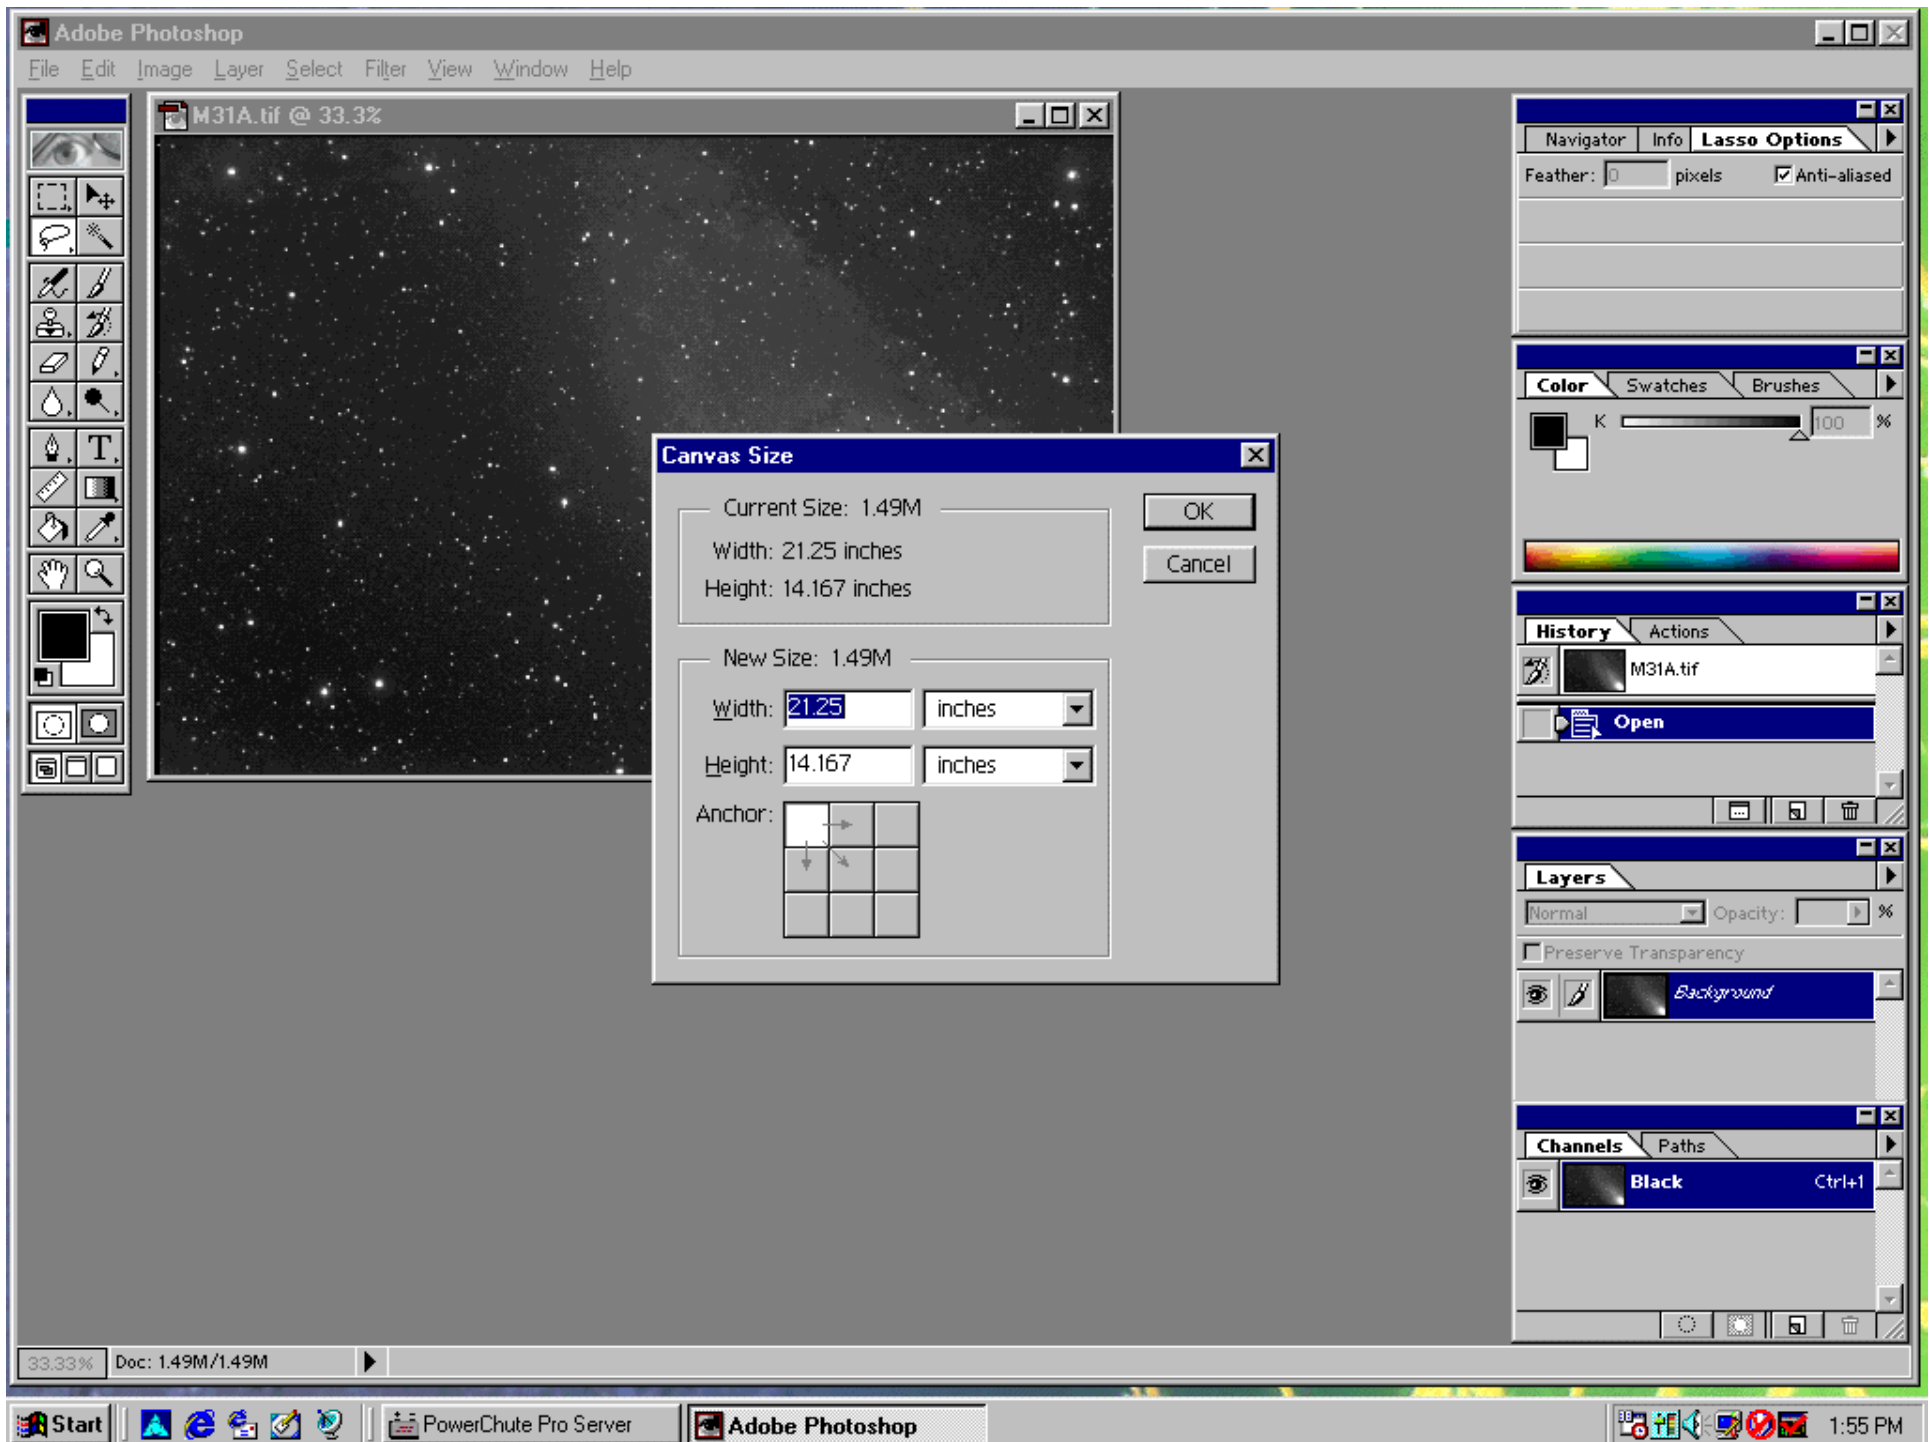 Adobe Photoshop
File Edit Image Layer Select Filter View Window Help
M31A.tif @ 33.3%
Navigator Info Lasso Options
Feather: 0 pixels Anti-aliased
Color Swatches Brushes
K 100 %
Canvas Size
Current Size: 1.49M
Width: 21.25 inches
Height: 14.167 inches
OK
Cancel
New Size: 1.49M
Width: 21.25 inches
Height: 14.167 inches
Anchor:
T
History Actions
M31A.tif
Open
Layers
Normal Opacity: %
Preserve Transparency
Background
Channels Paths
Black Ctrl+1
33.33% Doc: 1.49M/1.49M
Start PowerChute Pro Server Adobe Photoshop 1:55 PM